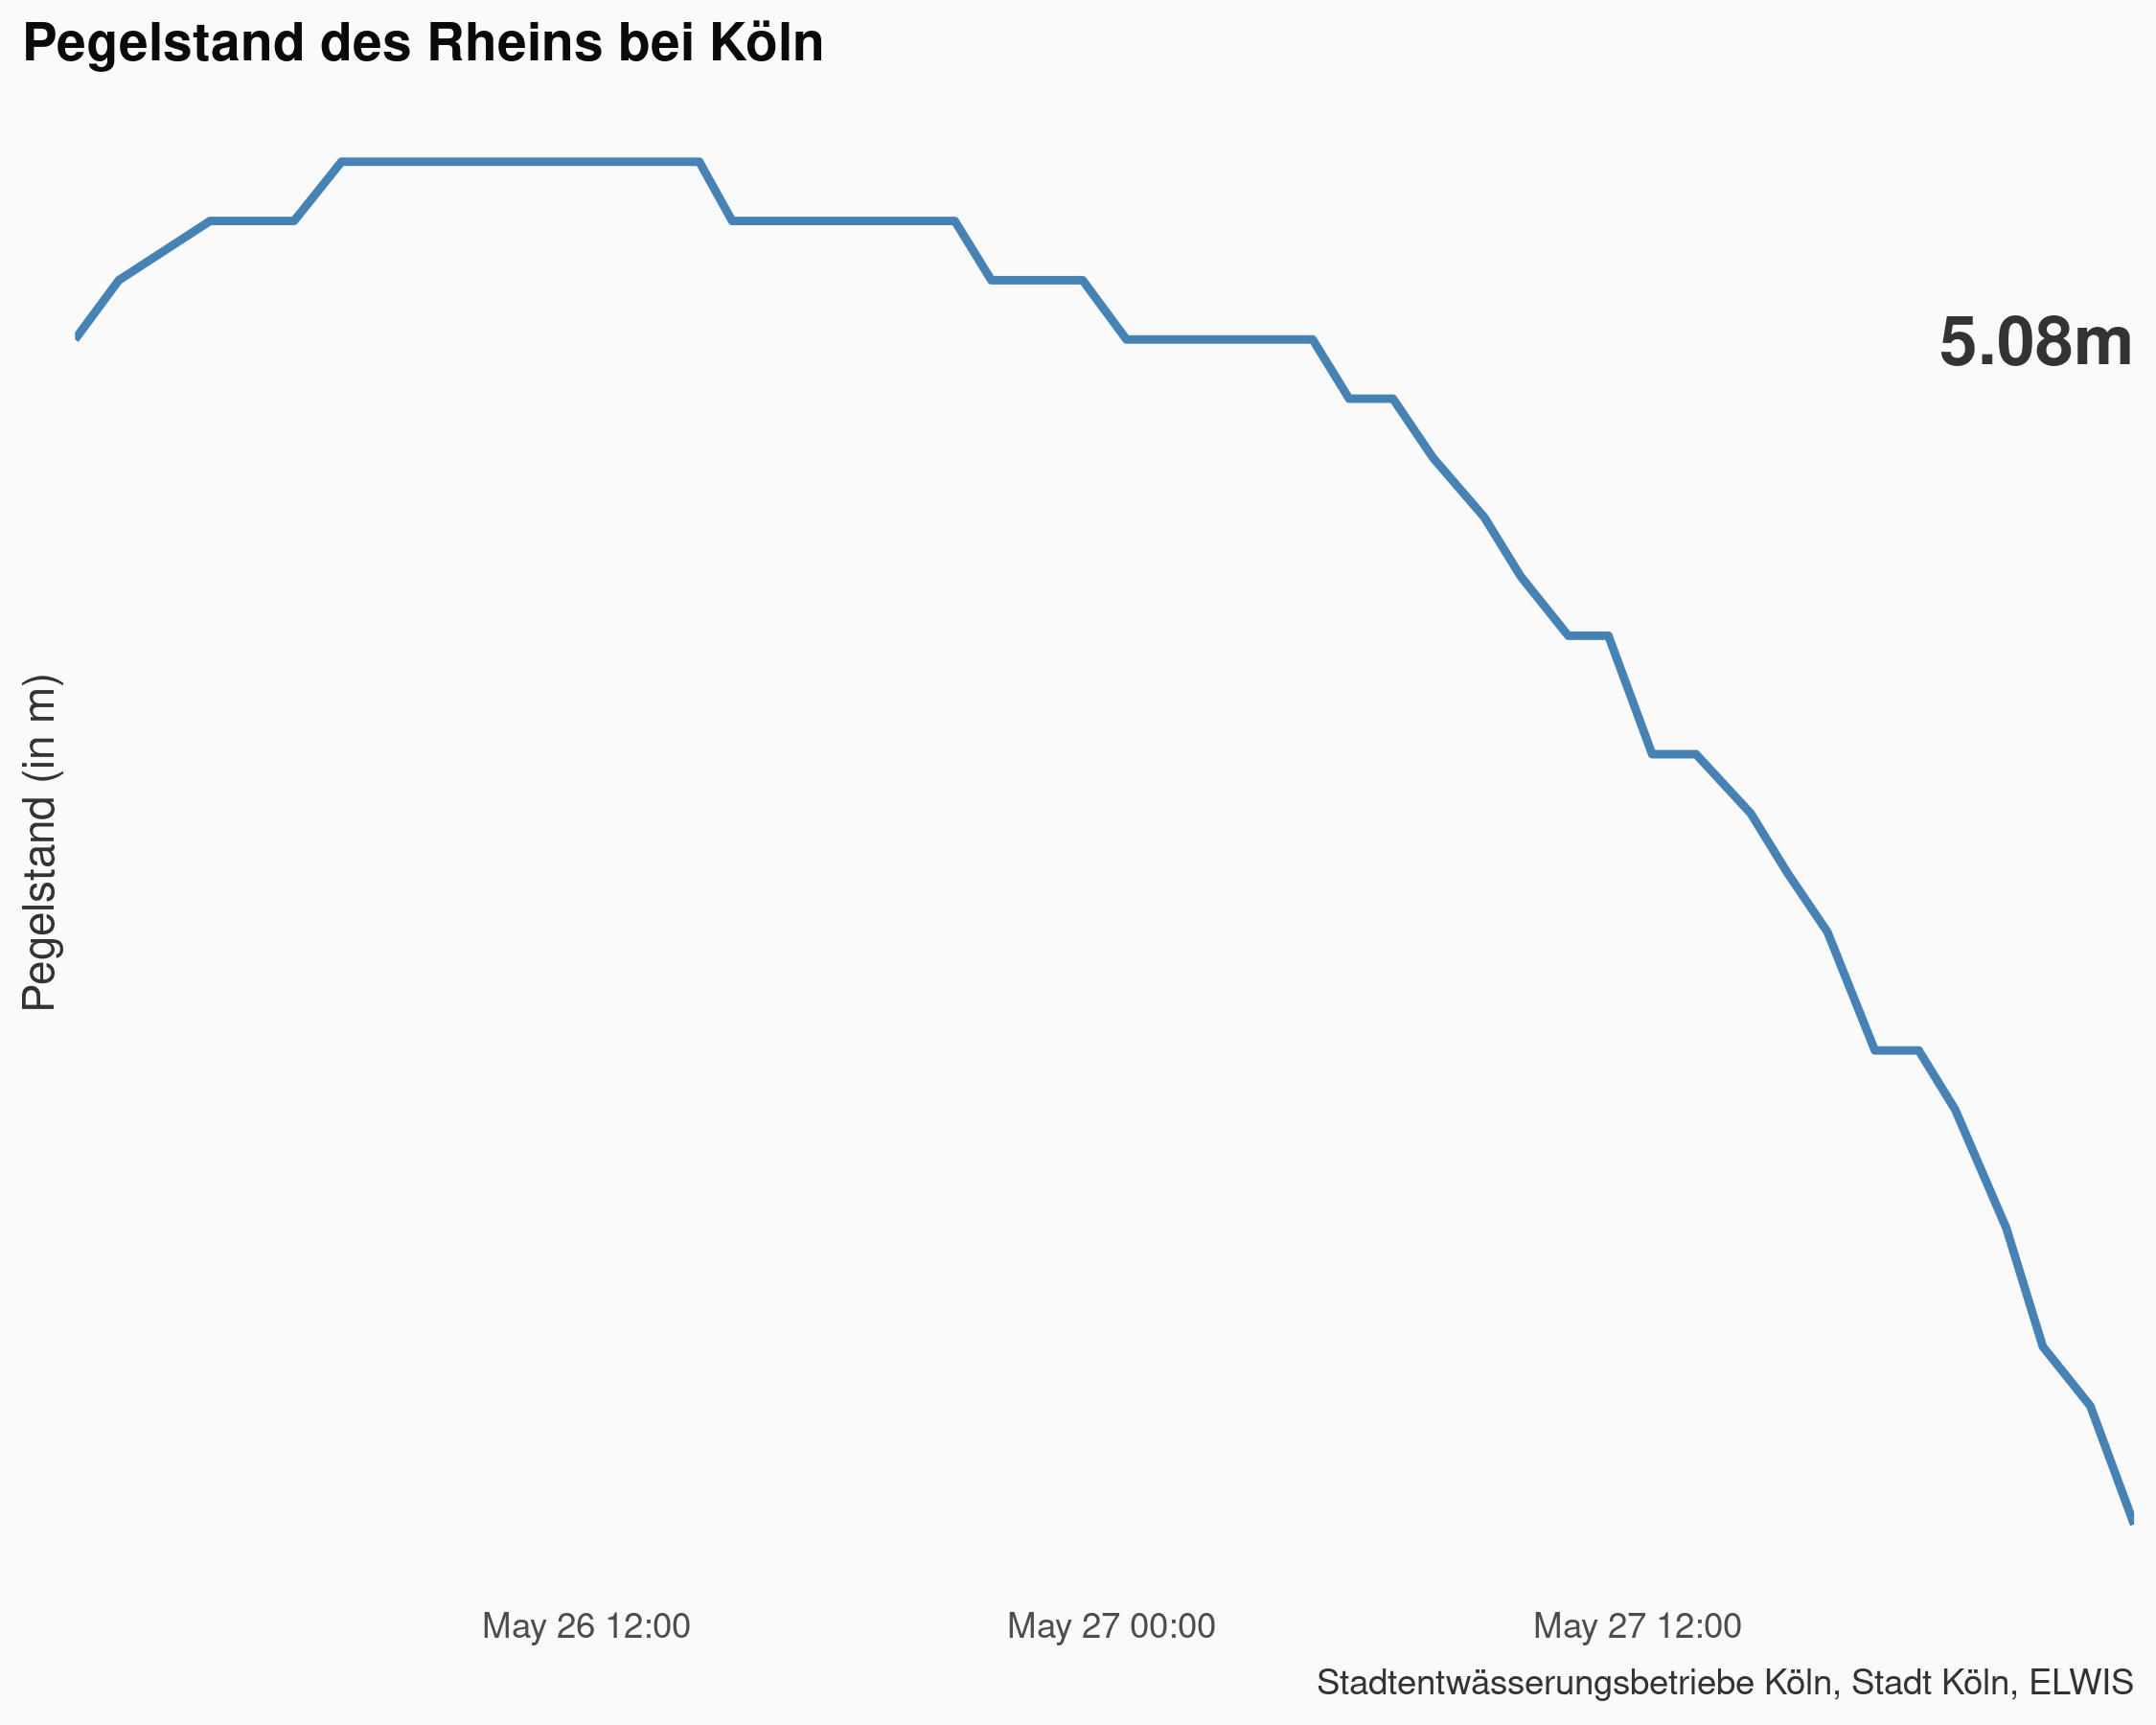 Pegelstand des Rheins bei Köln
5.08m
Pegelstand (in m)
May 26 12:00
May 27 00:00
May 27 12:00
Stadtentwässerungsbetriebe Köln, Stadt Köln, ELWIS